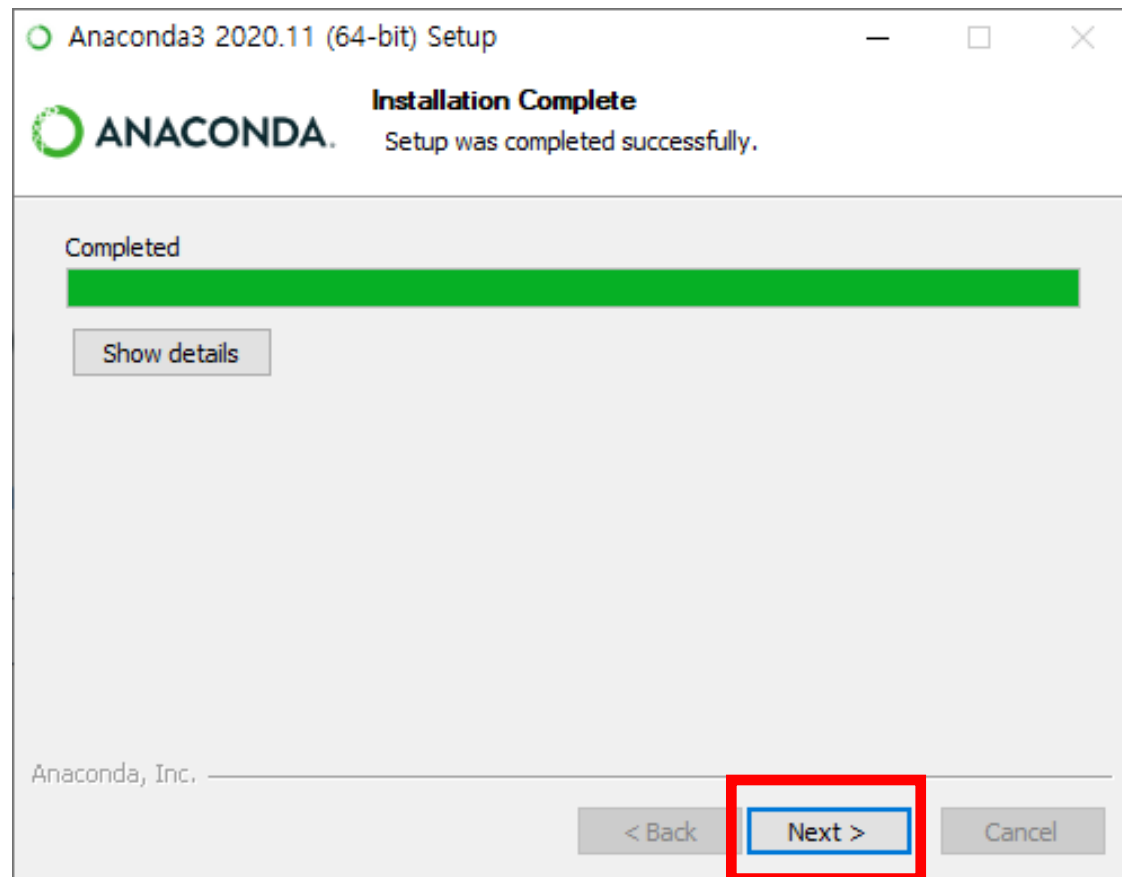 Anaconda3 2020.11 (64-bit) Setup
ANACONDA.
Installation Complete
Setup was completed successfully.
Completed
Show details
Anaconda, Inc.
< Back
Next >
Cancel